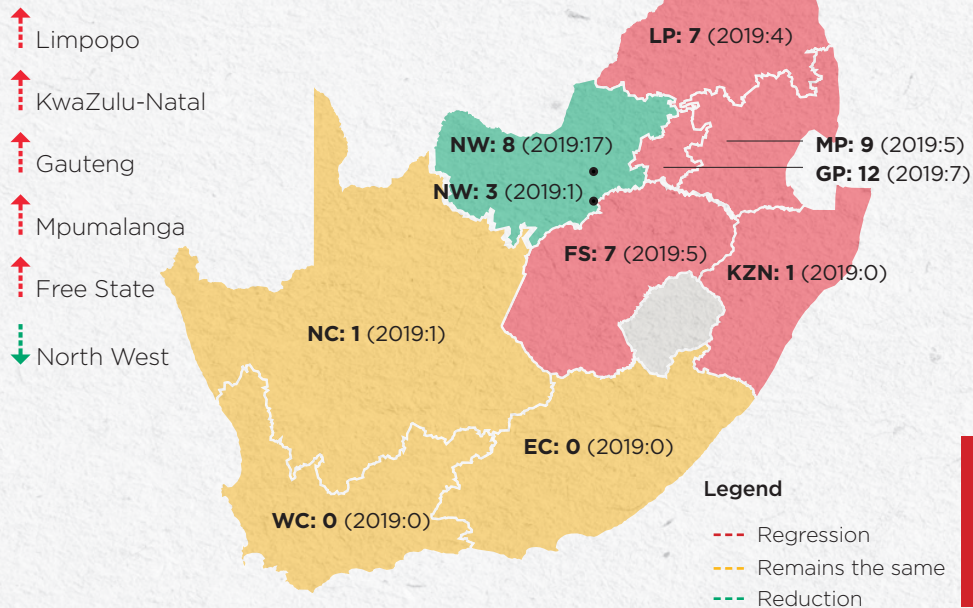 Limpopo
KwaZulu-Natal
Gauteng
Mpumalanga
Free State
North West
LP: 7 (2019:4)
NW: 8 (2019:17)
MP: 9 (2019:5)
GP: 12 (2019:7)
NW: 3 (2019:1)
FS: 7 (2019:5)
KZN: 1 (2019:0)
NC: 1 (2019:1)
EC: 0 (2019:0)
WC: 0 (2019:0)
Legend
Regression
Remains the same
Reduction